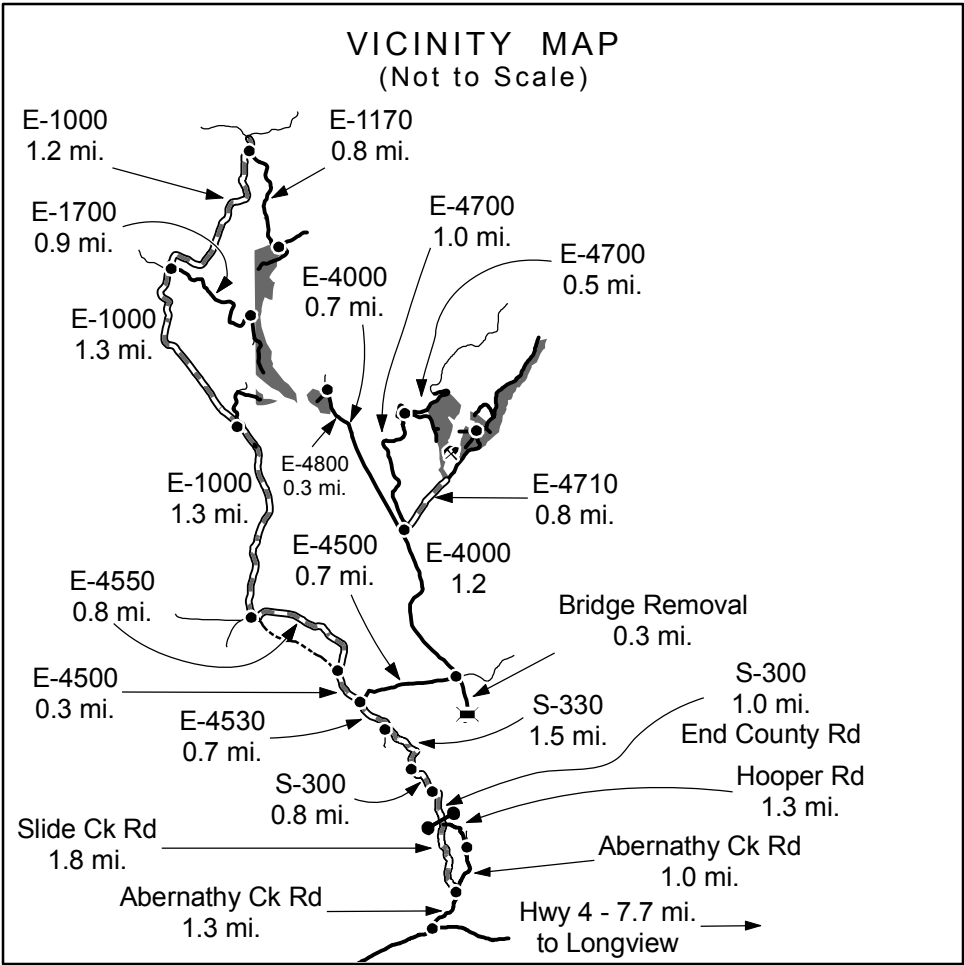 VICINITY MAP
(Not to Scale)
E-1000
1.2 mi.
E-1170
0.8 mi.
E-1700
0.9 mi.
E-4700
1.0 mi.
E-4700
0.5 mi.
E-4000
0.7 mi.
E-1000
1.3 mi.
E-4800
0.3 mi.
E-1000
1.3 mi.
E-4710
0.8 mi.
E-4500
0.7 mi.
E-4000
1.2
E-4550
0.8 mi.
Bridge Removal
0.3 mi.
E-4500
0.3 mi.
S-300
1.0 mi.
End County Rd
E-4530
0.7 mi.
S-330
1.5 mi.
S-300
0.8 mi.
Hooper Rd
1.3 mi.
Slide Ck Rd
1.8 mi.
Abernathy Ck Rd
1.0 mi.
Abernathy Ck Rd
1.3 mi.
Hwy 4 - 7.7 mi.
to Longview